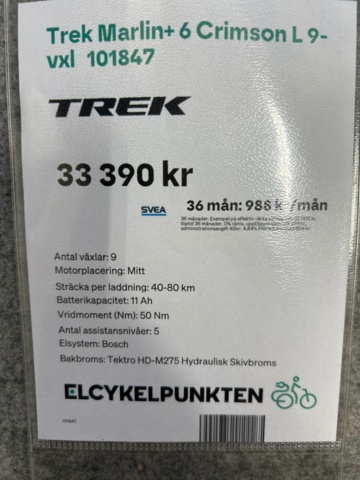 Trek Marlin+ 6 Crimson L 9-
vxl 101847
TREK
33 390 kr
SVEA
36 mån: 988 kr/mån
Antal växlar: 9
Motorplacering: Mitt
Sträcka per laddning: 40-80 km
Batterikapacitet: 11 Ah
Vridmoment (Nm): 50 Nm
Antal assistansnivåer: 5
Elsystem: Bosch
Bakbroms: Tektro HD-M275 Hydraulisk Skivbroms
ELCYKELPUNKTEN
101847